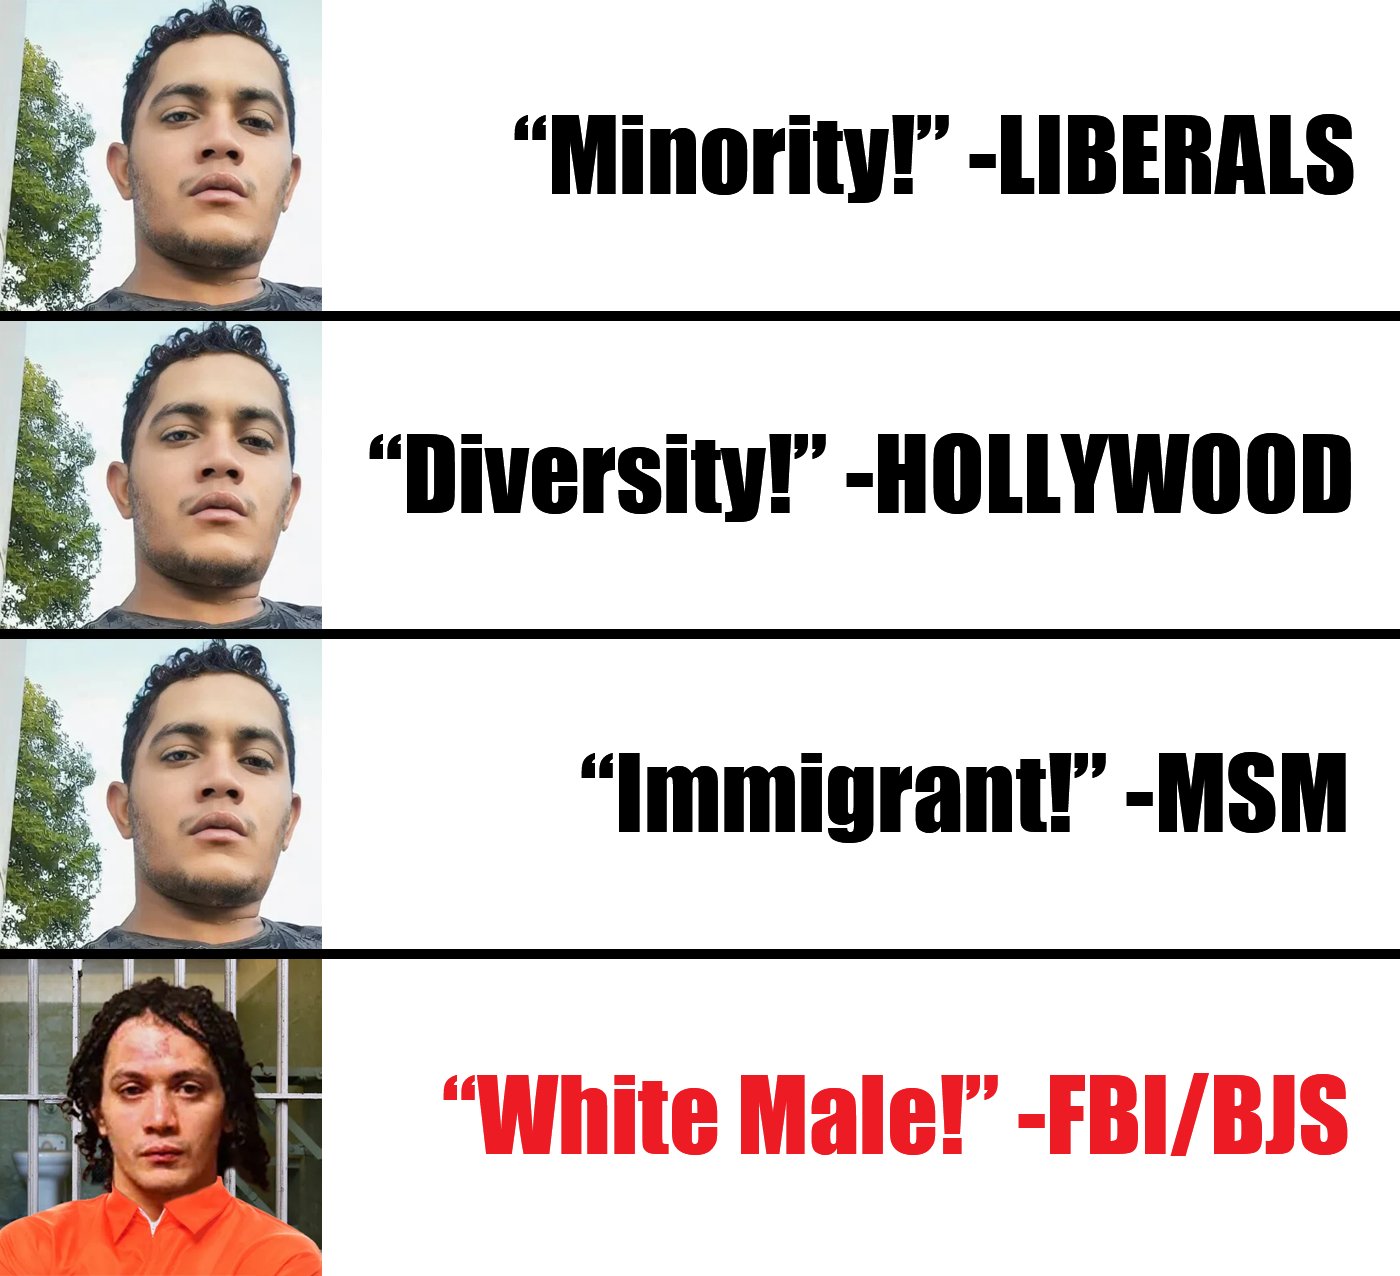 “Minority!” -LIBERALS
“Diversity!” -HOLLYWOOD
“Immigrant!” -MSM
“White Male!” -FBI/BJS